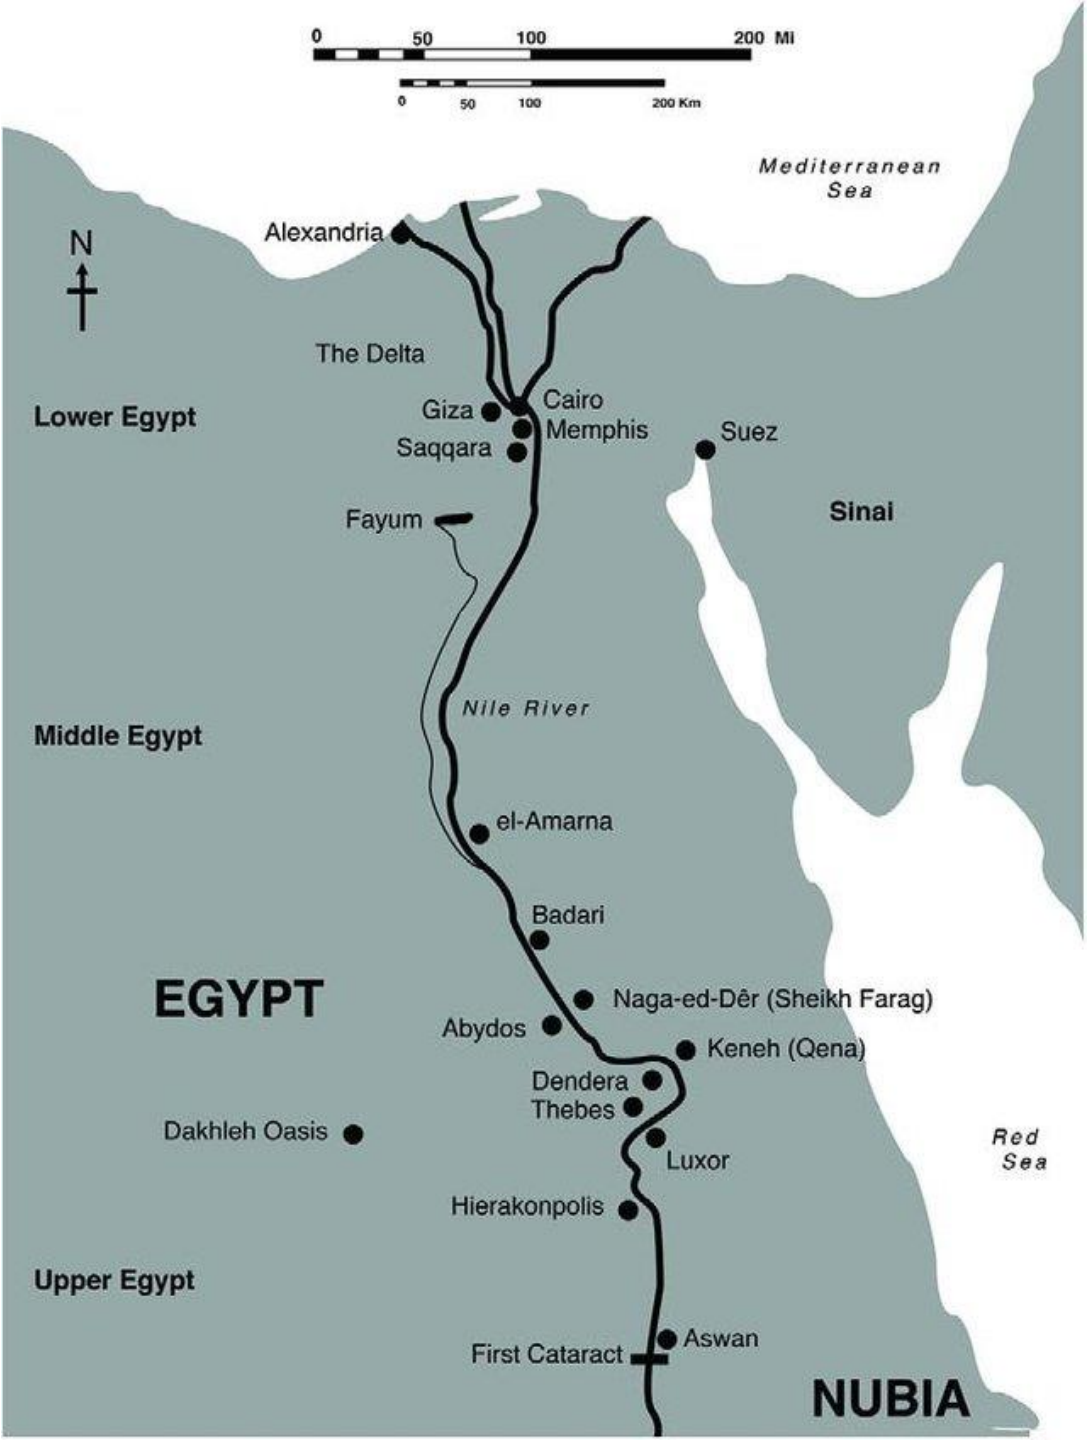 0 50 100 200 Mi
0 50 100 200 Km
Mediterranean
Sea
Alexandria
N
The Delta
Lower Egypt
Giza
Cairo
Memphis
Saqqara
Suez
Sinai
Fayum
Nile River
Middle Egypt
el-Amarna
Badari
EGYPT
Naga-ed-Dêr (Sheikh Farag)
Abydos
Keneh (Qena)
Dendera
Thebes
Dakhleh Oasis
Luxor
Red
Sea
Hierakonpolis
Upper Egypt
Aswan
First Cataract
NUBIA